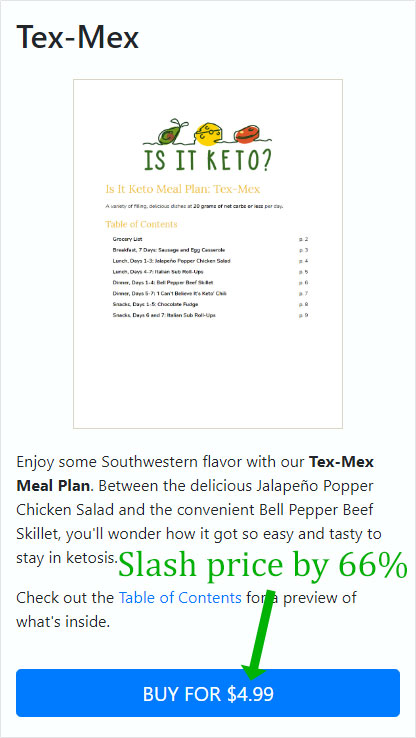 Tex-Mex
IS IT KETO?
Is It Keto Meal Plan: Tex-Mex
A variety of filling, delicious dishes at 20 grams of net carbs or less per day.
Table of Contents
Grocery List p. 2
Breakfast, 7 Days: Sausage and Egg Casserole p. 3
Lunch, Days 1-3: Jalapeño Popper Chicken Salad p. 4
Lunch, Days 4-7: Italian Sub Roll-Ups p. 5
Dinner, Days 1-4: Bell Pepper Beef Skillet p. 6
Dinner, Days 5-7: 'I Can't Believe It's Keto' Chili p. 7
Snacks, Days 1-5: Chocolate Fudge p. 8
Snacks, Days 6 and 7: Italian Sub Roll-Ups p. 9
Enjoy some Southwestern flavor with our Tex-Mex
Meal Plan. Between the delicious Jalapeño Popper
Chicken Salad and the convenient Bell Pepper Beef
Skillet, you'll wonder how it got so easy and tasty to
stay in ketosis.
Slash price by 66%
Check out the Table of Contents for a preview of
what's inside.
BUY FOR $4.99